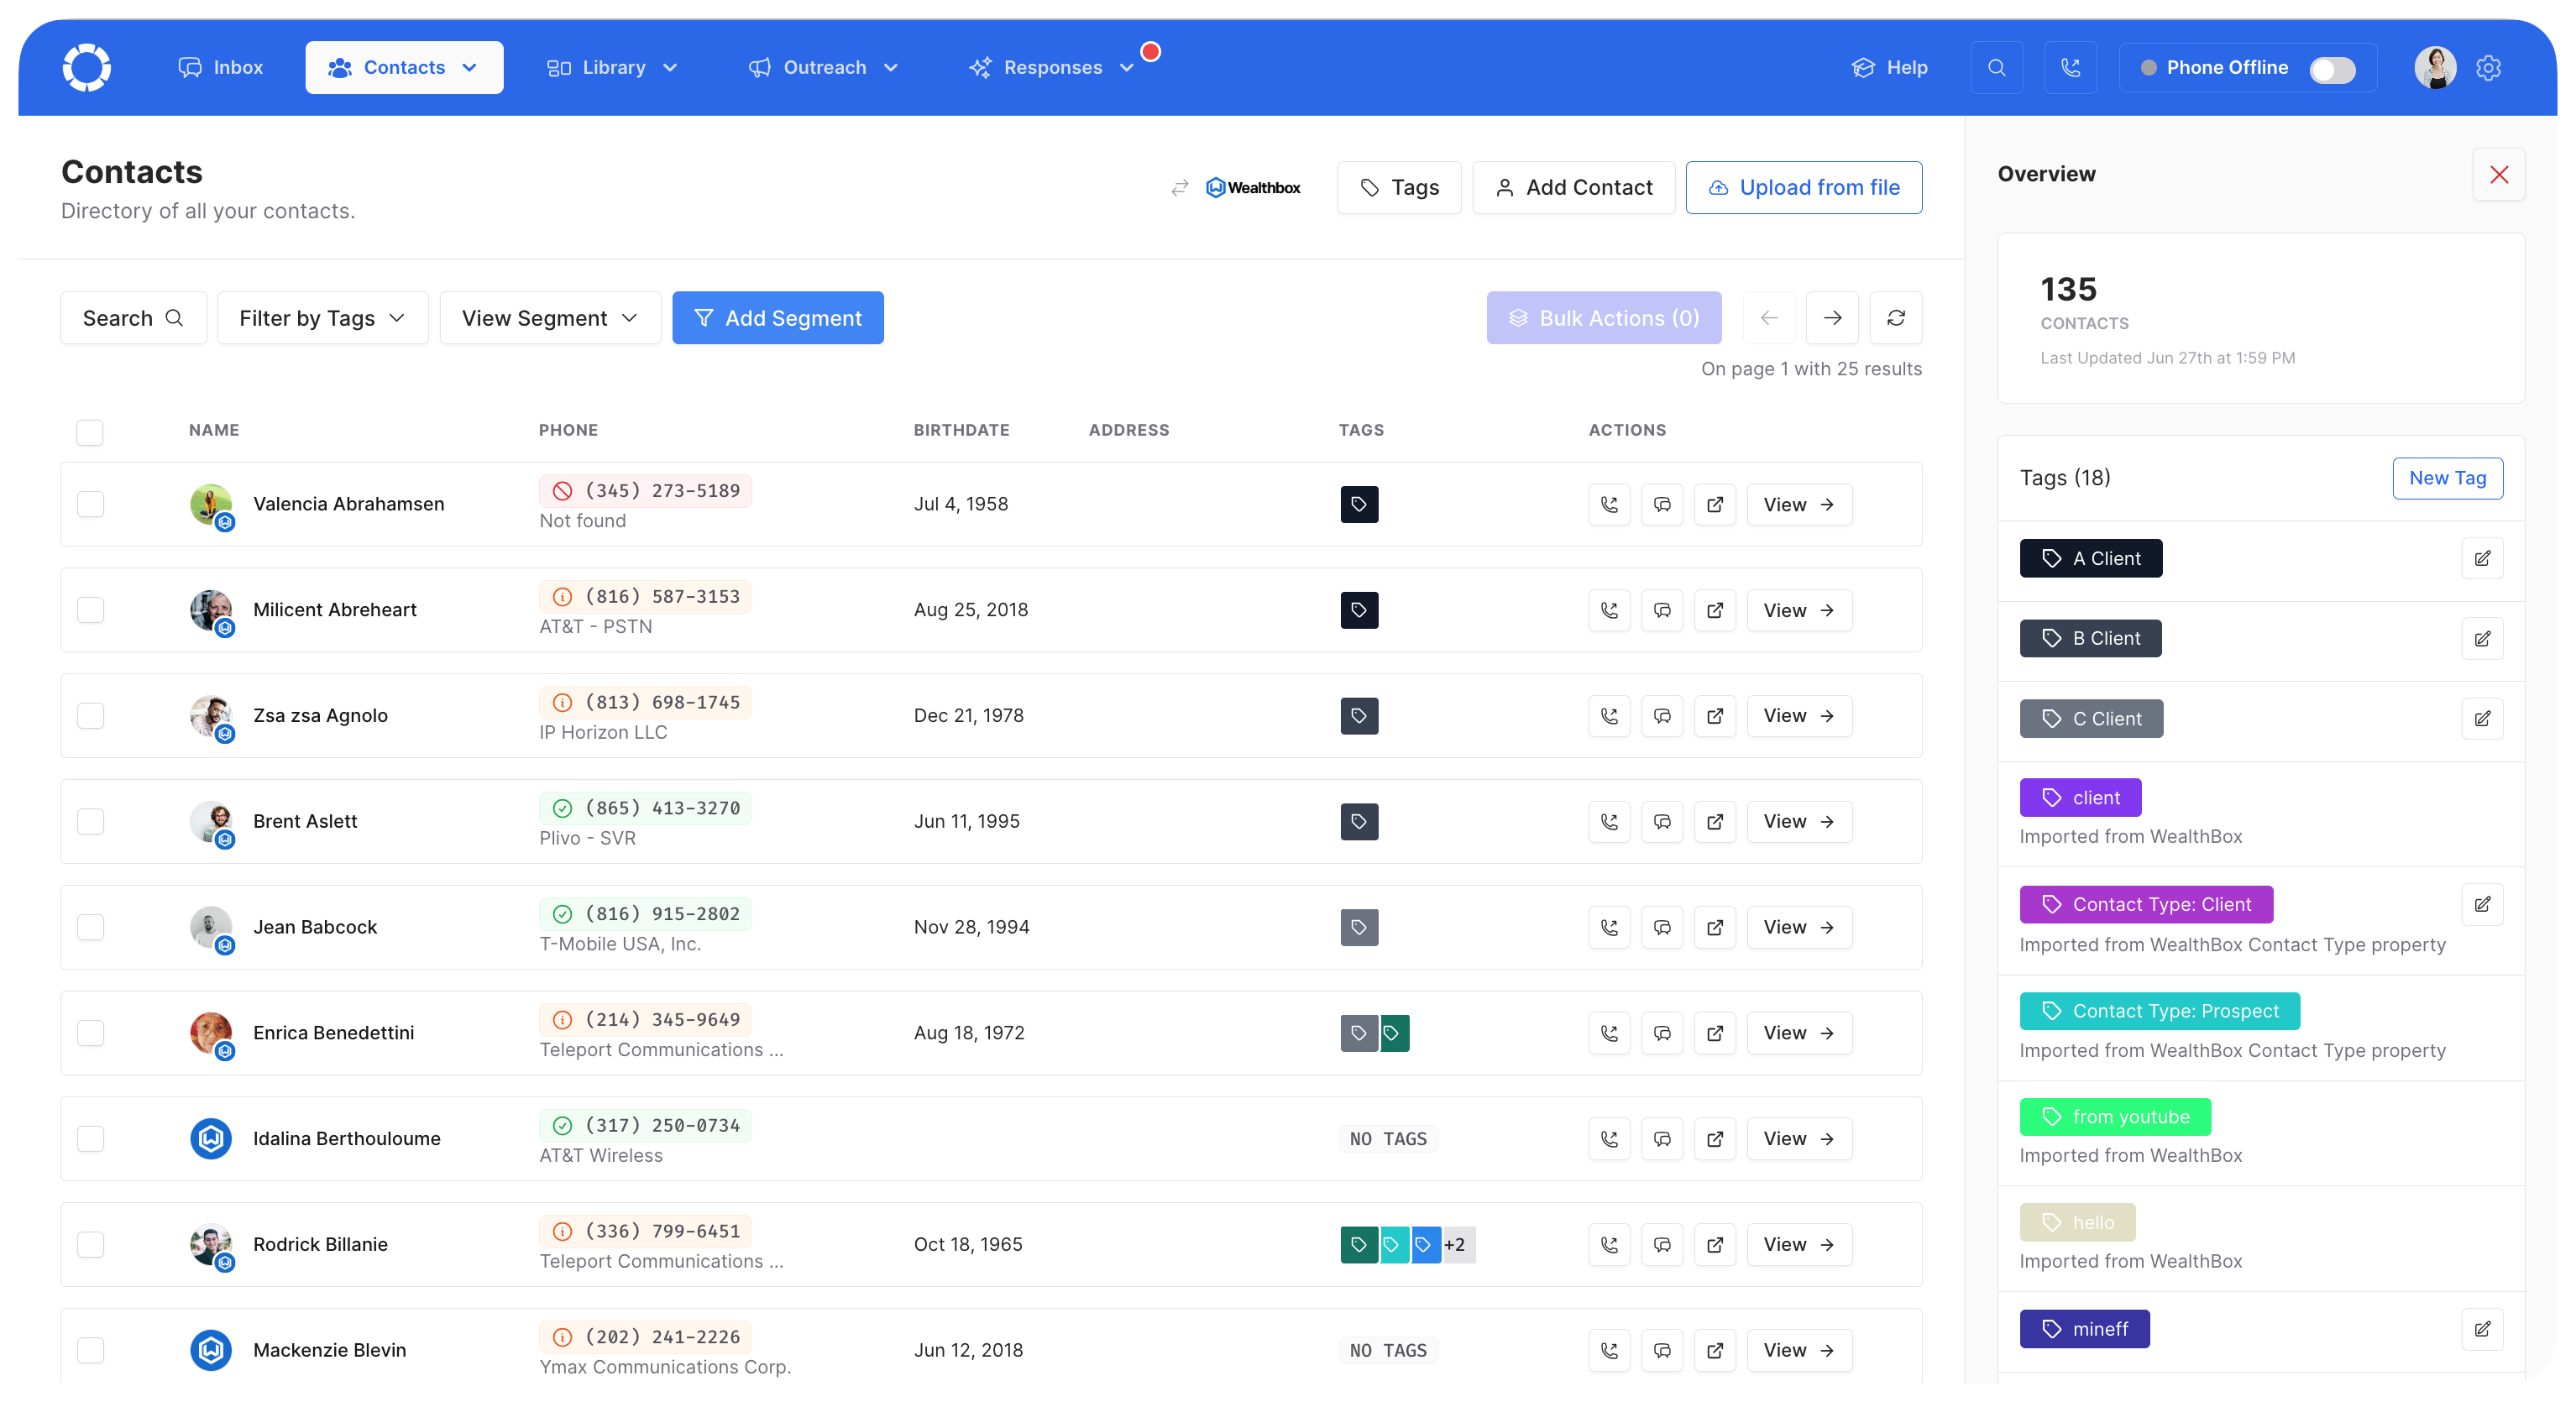 Inbox
Contacts
Library
Outreach
Responses
Help
Phone Offline
Contacts
Directory of all your contacts.
Wealthbox
Tags
Add Contact
Upload from file
Search
Filter by Tags
View Segment
Add Segment
Bulk Actions (0)
On page 1 with 25 results
NAME PHONE BIRTHDATE ADDRESS TAGS ACTIONS
Valencia Abrahamsen (345) 273-5189 Jul 4, 1958 View
Not found
Milicent Abreheart (816) 587-3153 Aug 25, 2018 View
AT&T - PSTN
Zsa zsa Agnolo (813) 698-1745 Dec 21, 1978 View
IP Horizon LLC
Brent Aslett (865) 413-3270 Jun 11, 1995 View
Plivo - SVR
Jean Babcock (816) 915-2802 Nov 28, 1994 View
T-Mobile USA, Inc.
Enrica Benedettini (214) 345-9649 Aug 18, 1972 View
Teleport Communications ...
Idalina Berthouloume (317) 250-0734 NO TAGS View
AT&T Wireless
Rodrick Billanie (336) 799-6451 Oct 18, 1965 +2 View
Teleport Communications ...
Mackenzie Blevin (202) 241-2226 Jun 12, 2018 NO TAGS View
Ymax Communications Corp.
Overview
135
CONTACTS
Last Updated Jun 27th at 1:59 PM
Tags (18)
New Tag
A Client
B Client
C Client
client
Imported from WealthBox
Contact Type: Client
Imported from WealthBox Contact Type property
Contact Type: Prospect
Imported from WealthBox Contact Type property
from youtube
Imported from WealthBox
hello
Imported from WealthBox
mineff